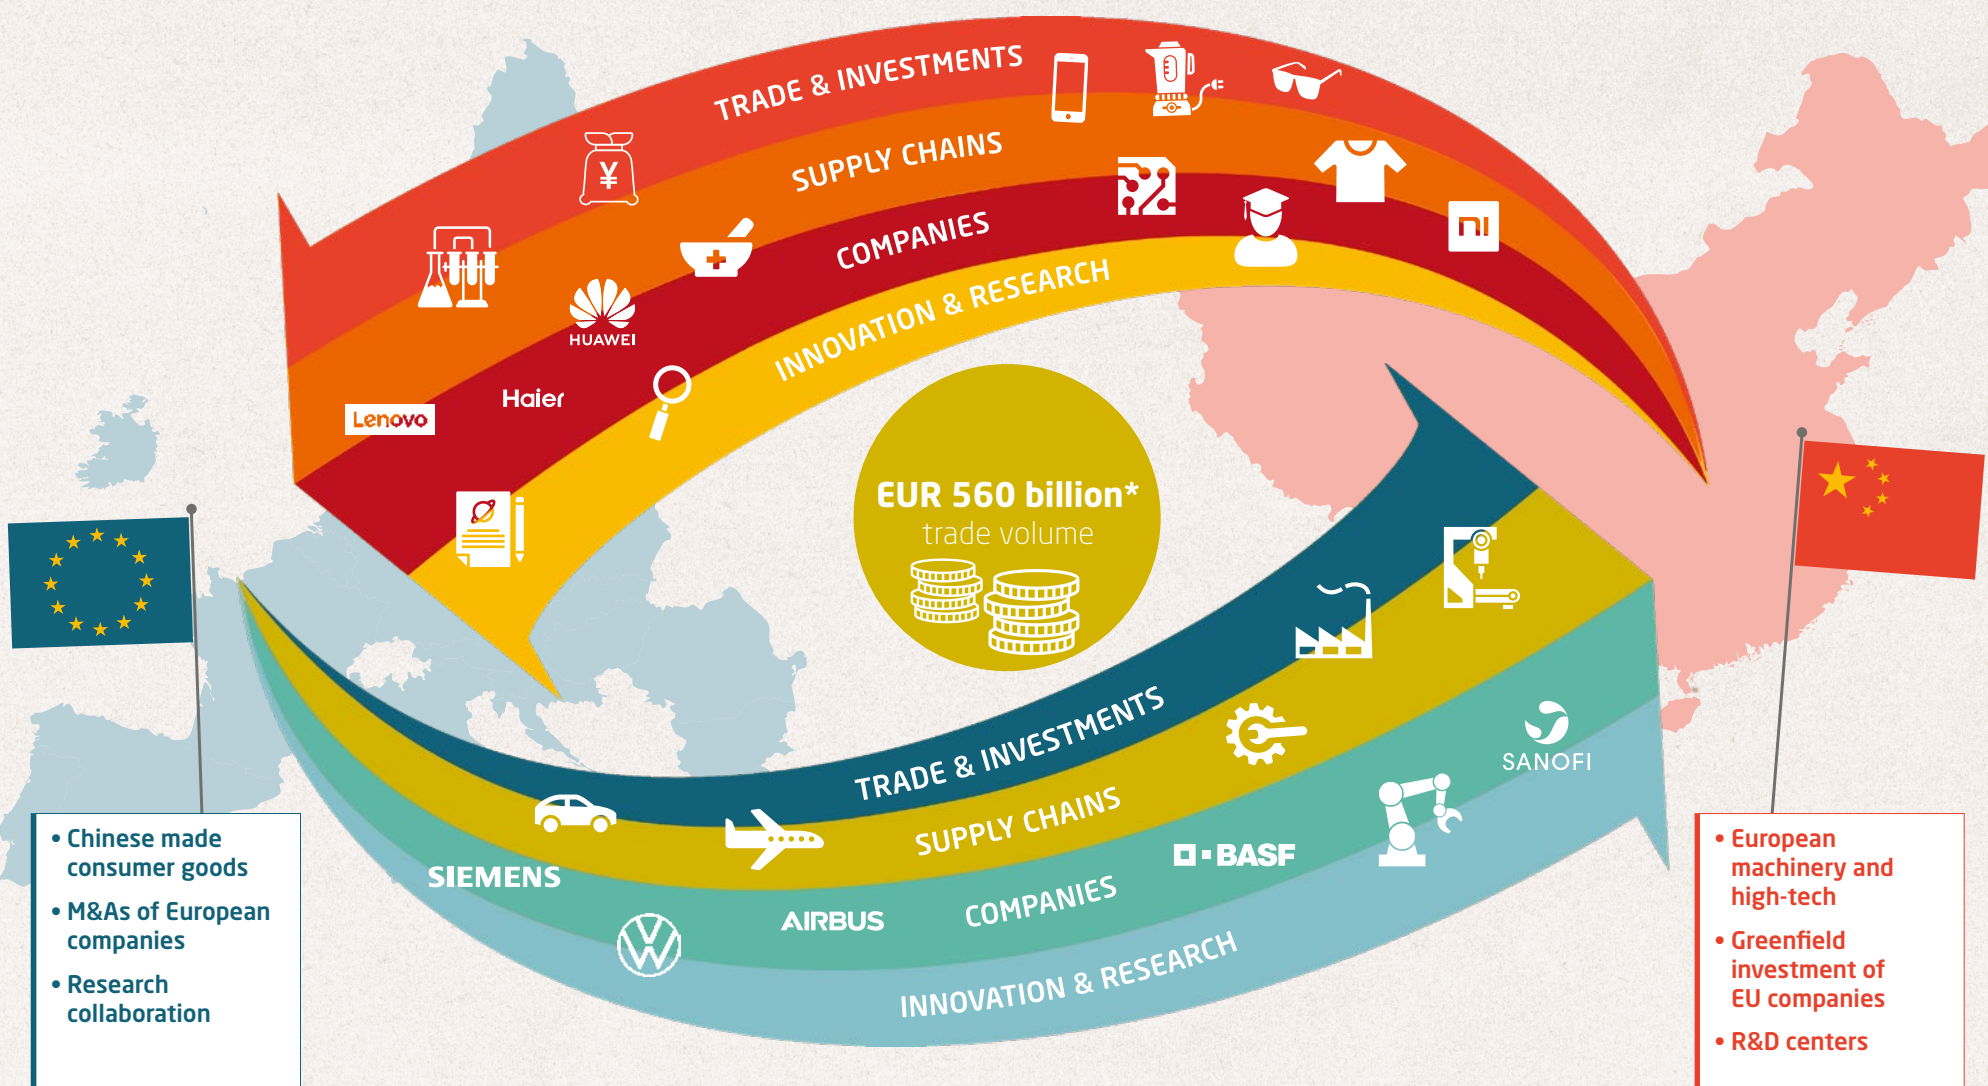 TRADE & INVESTMENTS
SUPPLY CHAINS
COMPANIES
INNOVATION & RESEARCH
¥
HUAWEI
Haier
Lenovo
EUR 560 billion*
trade volume
TRADE & INVESTMENTS
SUPPLY CHAINS
COMPANIES
INNOVATION & RESEARCH
SIEMENS
AIRBUS
BASF
SANOFI
• Chinese made
consumer goods
• M&As of European
companies
• Research
collaboration
• European
machinery and
high-tech
• Greenfield
investment of
EU companies
• R&D centers